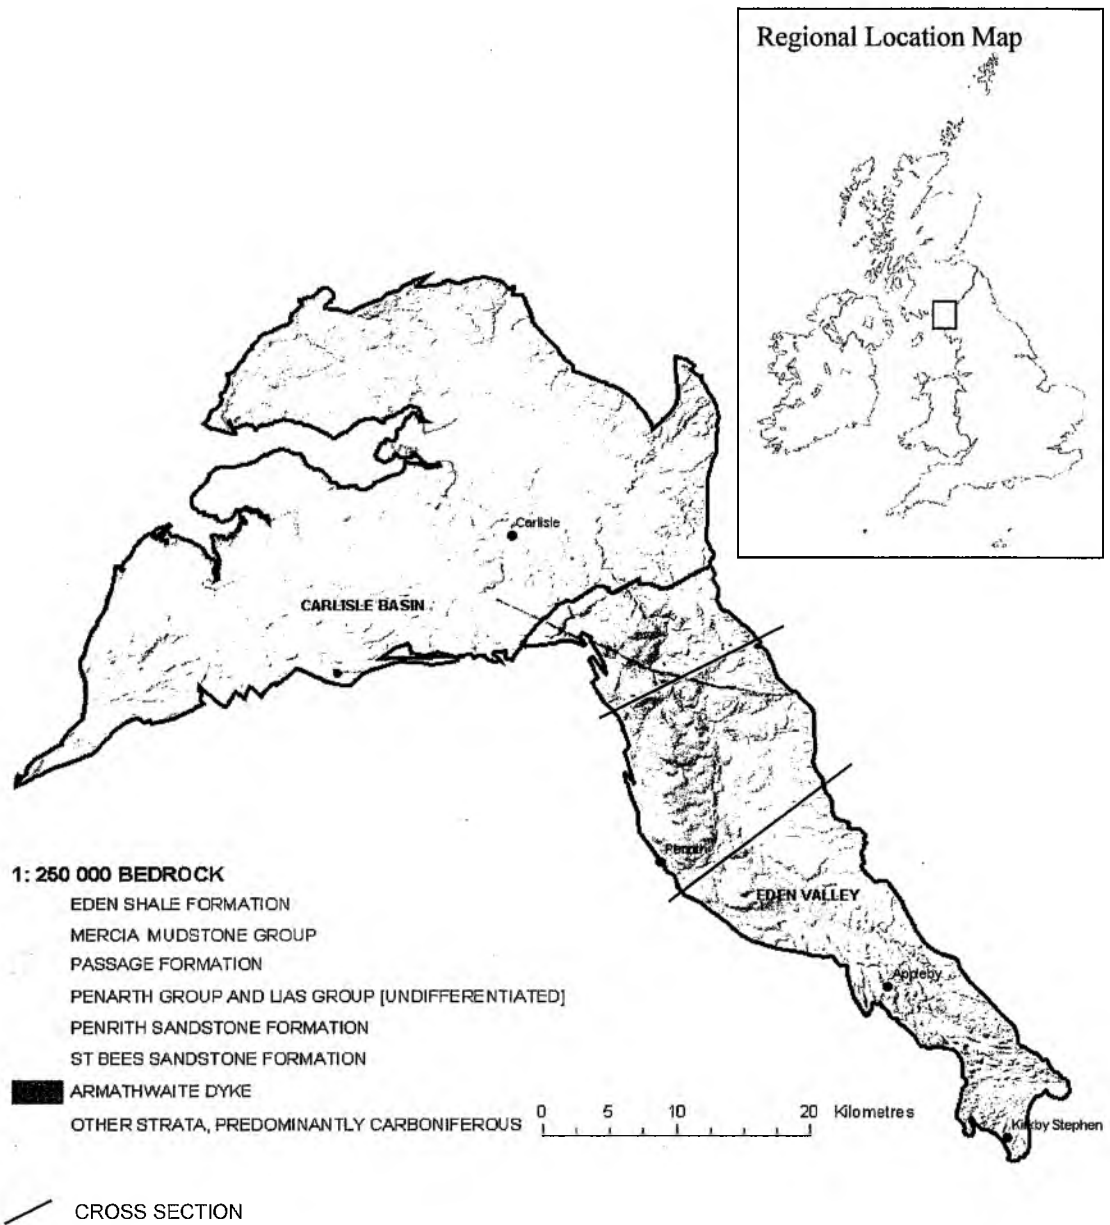 Regional Location Map
Carlisle
CARLISLE BASIN
Penrith
EDEN VALLEY
Appleby
Kirkby Stephen
1: 250 000 BEDROCK
EDEN SHALE FORMATION
MERCIA MUDSTONE GROUP
PASSAGE FORMATION
PENARTH GROUP AND LIAS GROUP [UNDIFFERENTIATED]
PENRITH SANDSTONE FORMATION
ST BEES SANDSTONE FORMATION
ARMATHWAITE DYKE
OTHER STRATA, PREDOMINANTLY CARBONIFEROUS
0 5 10 20 Kilometres
CROSS SECTION